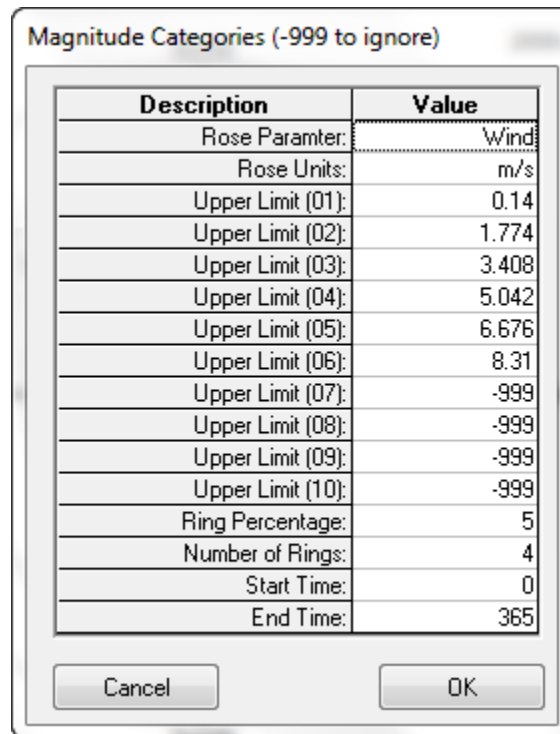 Magnitude Categories (-999 to ignore)
Description Value
Rose Paramter: Wind
Rose Units: m/s
Upper Limit (01): 0.14
Upper Limit (02): 1.774
Upper Limit (03): 3.408
Upper Limit (04): 5.042
Upper Limit (05): 6.676
Upper Limit (06): 8.31
Upper Limit (07): -999
Upper Limit (08): -999
Upper Limit (09): -999
Upper Limit (10): -999
Ring Percentage: 5
Number of Rings: 4
Start Time: 0
End Time: 365
Cancel OK